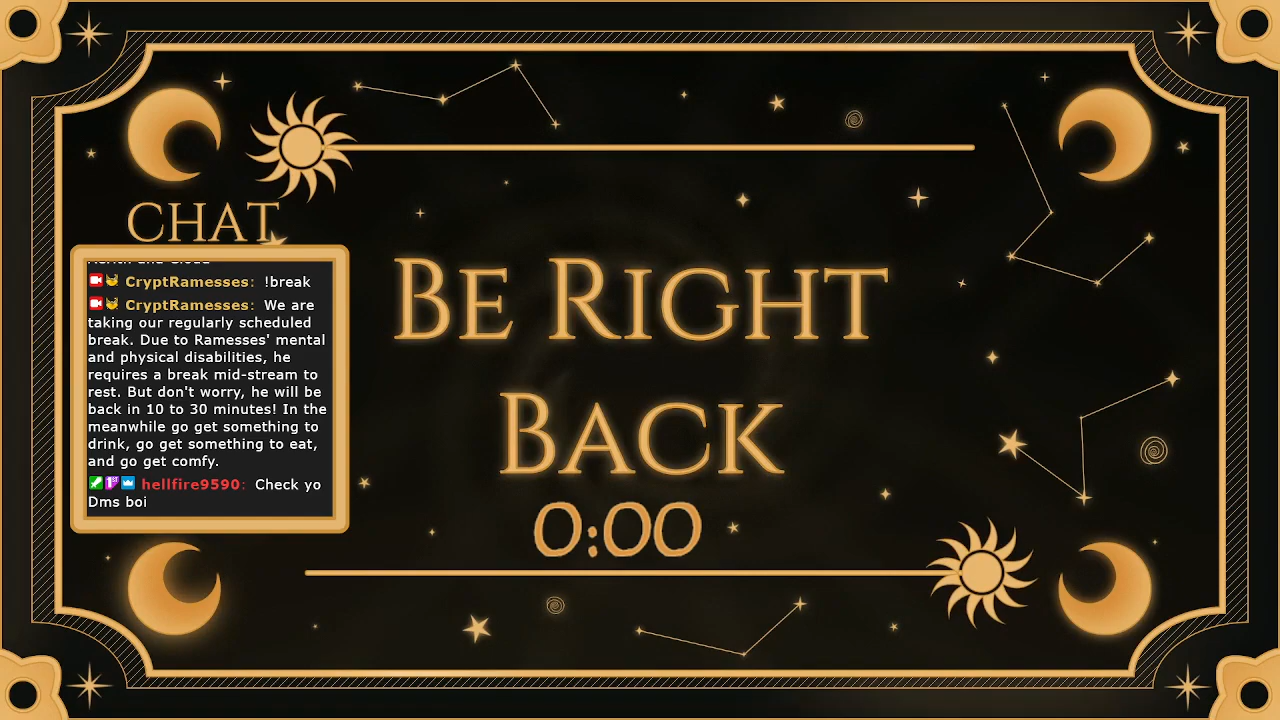 CHAT
CryptRamesses: !break
CryptRamesses: We are
taking our regularly scheduled
break. Due to Ramesses' mental
and physical disabilities, he
requires a break mid-stream to
rest. But don't worry, he will be
back in 10 to 30 minutes! In the
meanwhile go get something to
drink, go get something to eat,
and go get comfy.
hellfire9590: Check yo
Dms boi
Be Right
Back
0:00